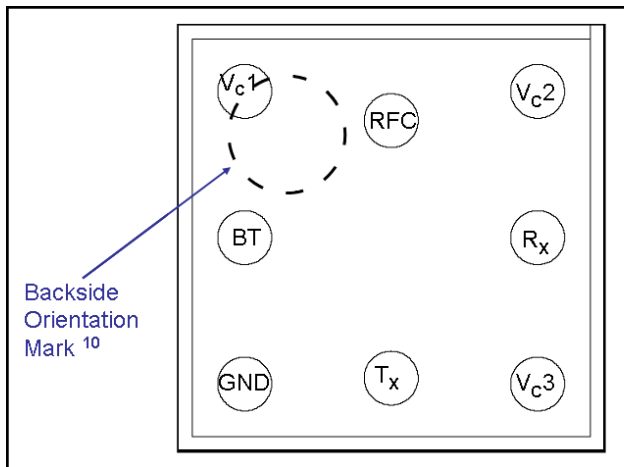 Vc1
RFC
Vc2
BT
Rx
Backside
Orientation
Mark 10
GND
Tx
Vc3